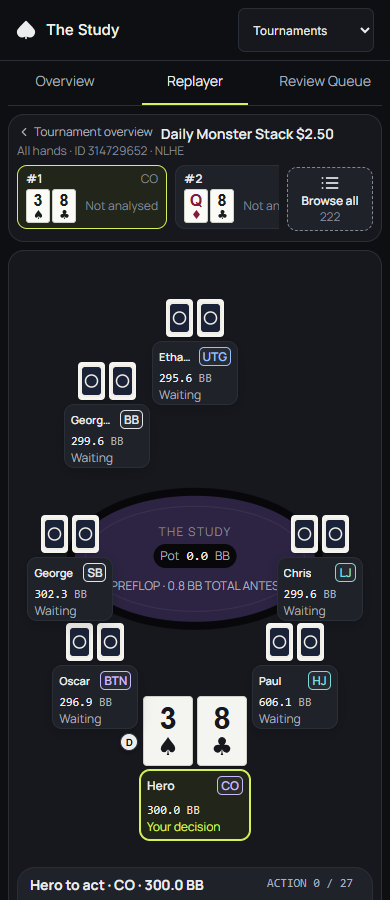 The Study
Tournaments
Overview
Replayer
Review Queue
Tournament overview
Daily Monster Stack $2.50
All hands · ID 314729652 · NLHE
#1
CO
3 8
Not analysed
#2
Q 8
Not an
Browse all
222
Etha… UTG
295.6 BB
Waiting
Georg… BB
299.6 BB
Waiting
THE STUDY
Pot 0.0 BB
PREFLOP · 0.8 BB TOTAL ANTES
George SB
302.3 BB
Waiting
Chris LJ
299.6 BB
Waiting
Oscar BTN
296.9 BB
Waiting
Paul HJ
606.1 BB
Waiting
D
3 8
Hero CO
300.0 BB
Your decision
Hero to act · CO · 300.0 BB
ACTION 0 / 27